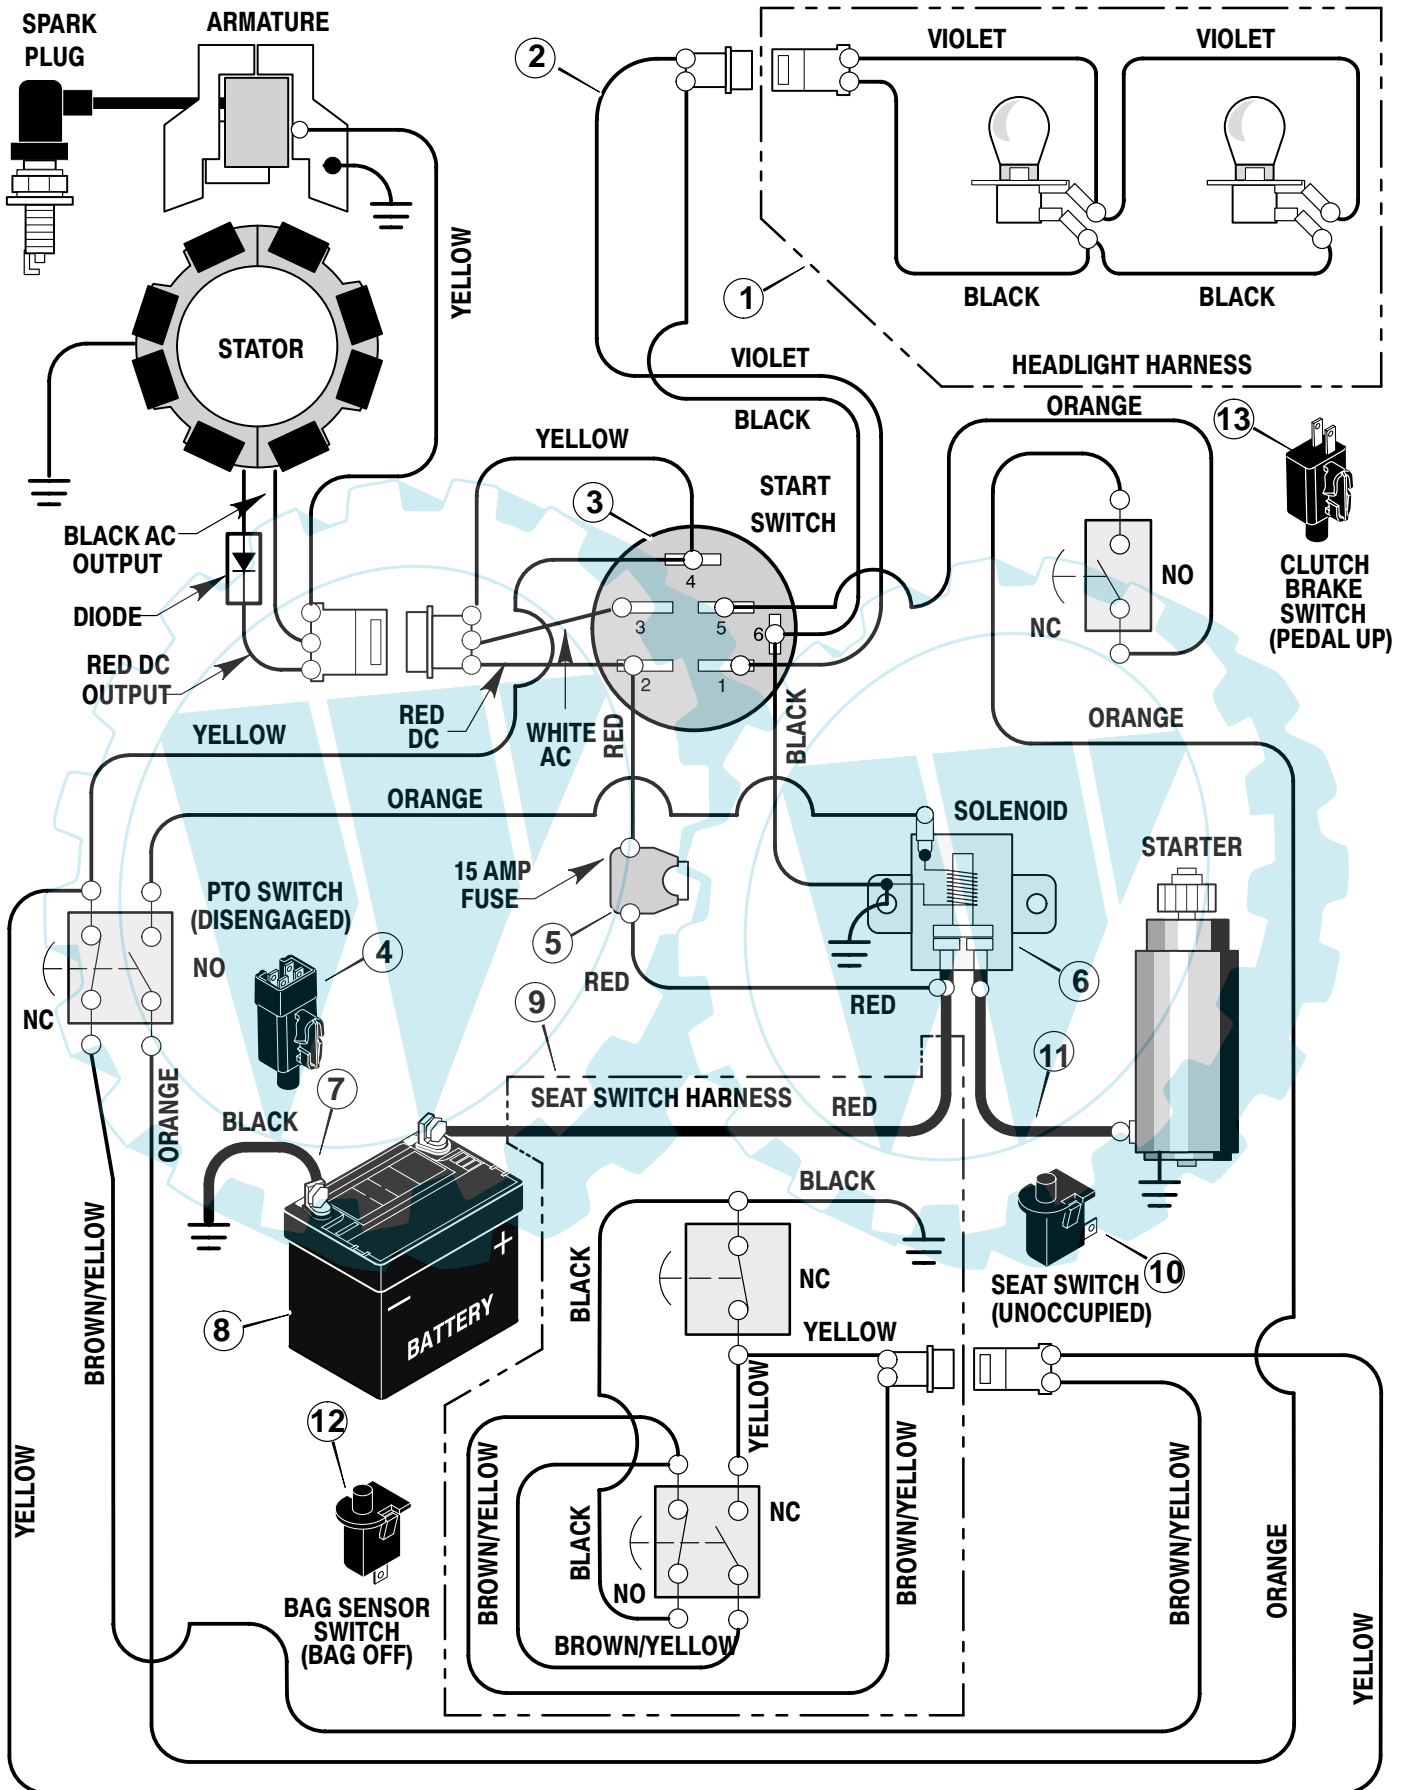 SPARK
PLUG
ARMATURE
2
VIOLET
VIOLET
YELLOW
1
BLACK
BLACK
STATOR
VIOLET
HEADLIGHT HARNESS
BLACK
ORANGE
13
YELLOW
START
SWITCH
3
BLACK AC
OUTPUT
4
CLUTCH
BRAKE
SWITCH
(PEDAL UP)
NO
DIODE
3
5
6
NC
RED DC
OUTPUT
2
1
RED
DC
WHITE
AC
RED
BLACK
ORANGE
YELLOW
ORANGE
SOLENOID
STARTER
15 AMP
FUSE
PTO SWITCH
(DISENGAGED)
5
4
NO
NC
RED
9
RED
6
11
ORANGE
SEAT SWITCH HARNESS
RED
7
BLACK
BLACK
BROWN/YELLOW
+
BLACK
NC
10
SEAT SWITCH
(UNOCCUPIED)
8
–
BATTERY
YELLOW
YELLOW
12
YELLOW
BROWN/YELLOW
BLACK
NC
BROWN/YELLOW
BROWN/YELLOW
ORANGE
NO
BAG SENSOR
SWITCH
(BAG OFF)
BROWN/YELLOW
YELLOW